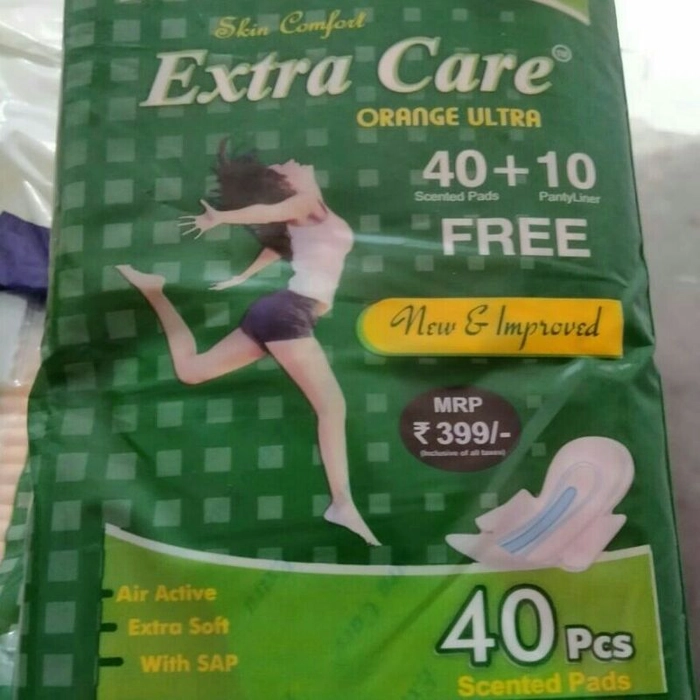 Skin Comfort
Extra Care
ORANGE ULTRA
40+10
Scented Pads PantyLiner
FREE
New & Improved
MRP
₹ 399/-
(Inclusive of all taxes)
Air Active
Extra Soft
With SAP
40 Pcs
Scented Pads